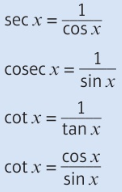 sec x = 1/cos x
cosec x = 1/sin x
cot x = 1/tan x
cot x = cos x/sin x